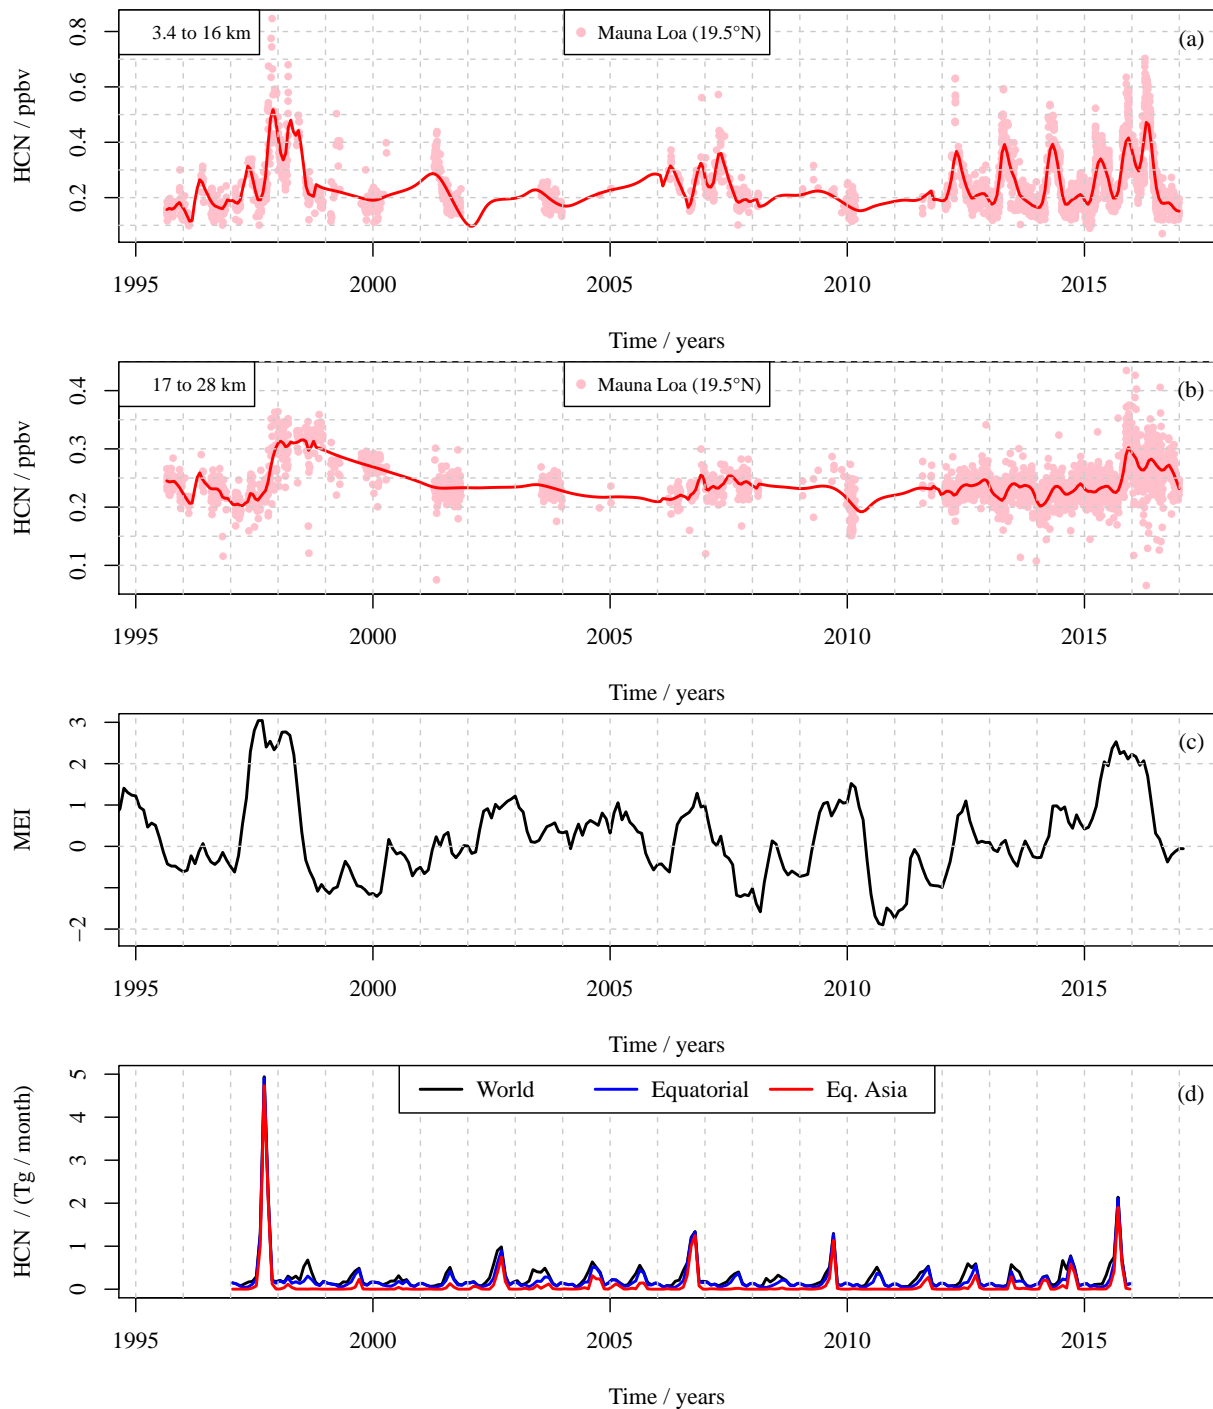 3.4 to 16 km
Mauna Loa (19.5°N)
(a)
HCN / ppbv
0.2 0.4 0.6 0.8
1995 2000 2005 2010 2015
Time / years
17 to 28 km
Mauna Loa (19.5°N)
(b)
HCN / ppbv
0.1 0.2 0.3 0.4
1995 2000 2005 2010 2015
Time / years
(c)
MEI
−2 0 1 2 3
1995 2000 2005 2010 2015
Time / years
World Equatorial Eq. Asia
(d)
HCN / (Tg / month)
0 1 2 3 4 5
1995 2000 2005 2010 2015
Time / years